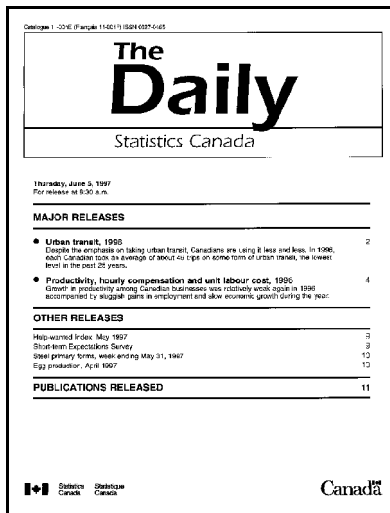 Catalogue 11-001E (Français 11-001F) ISSN 0827-0465
The
Daily
Statistics Canada
Thursday, June 5, 1997
For release at 8:30 a.m.
MAJOR RELEASES
● Urban transit, 1996 2
Despite the emphasis on taking urban transit, Canadians are using it less and less. In 1996,
each Canadian took an average of about 48 trips on some form of urban transit, the lowest
level in the past 25 years.
● Productivity, hourly compensation and unit labour cost, 1996 4
Growth in productivity among Canadian businesses was relatively weak again in 1996
accompanied by sluggish gains in employment and slow economic growth during the year.
OTHER RELEASES
Help-wanted Index May 1997 9
Short-term Expectations Survey 9
Steel primary forms, week ending May 31, 1997 10
Egg production, April 1997 10
PUBLICATIONS RELEASED 11
Statistics Statistique
Canada Canada
Canada